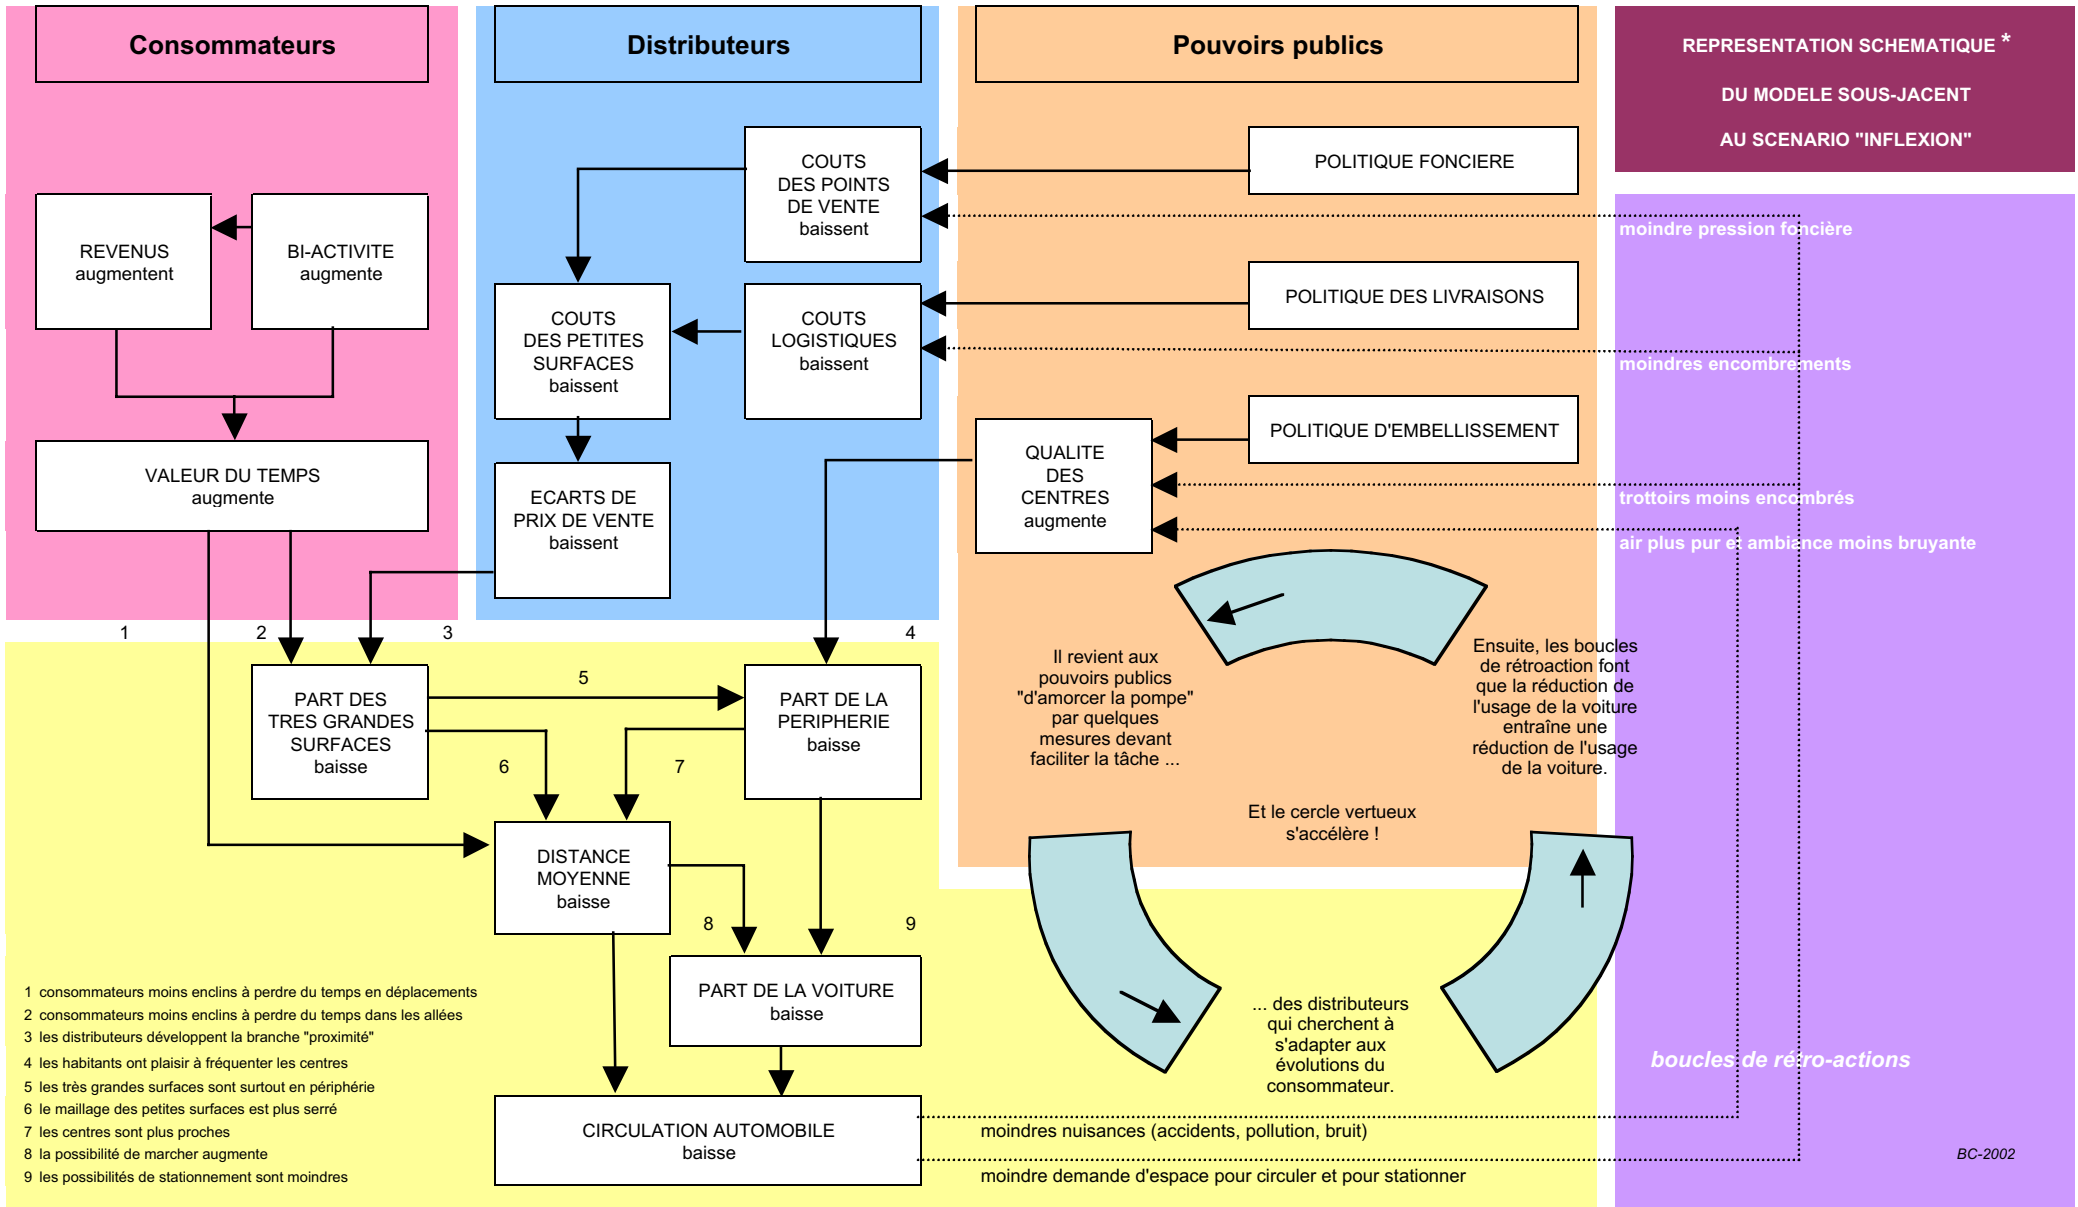 Consommateurs
Distributeurs
Pouvoirs publics
REPRESENTATION SCHEMATIQUE *
DU MODELE SOUS-JACENT
AU SCENARIO "INFLEXION"
COUTS
DES POINTS
DE VENTE
baissent
POLITIQUE FONCIERE
REVENUS
augmentent
BI-ACTIVITE
augmente
moindre pression foncière
COUTS
DES PETITES
SURFACES
baissent
COUTS
LOGISTIQUES
baissent
POLITIQUE DES LIVRAISONS
moindres encombrements
POLITIQUE D'EMBELLISSEMENT
VALEUR DU TEMPS
augmente
ECARTS DE
PRIX DE VENTE
baissent
QUALITE
DES
CENTRES
augmente
trottoirs moins encombrés
air plus pur et ambiance moins bruyante
1
2
3
4
PART DES
TRES GRANDES
SURFACES
baisse
5
PART DE LA
PERIPHERIE
baisse
6
7
Il revient aux
pouvoirs publics
"d'amorcer la pompe"
par quelques
mesures devant
faciliter la tâche ...
Ensuite, les boucles
de rétroaction font
que la réduction de
l'usage de la voiture
entraîne une
réduction de l'usage
de la voiture.
Et le cercle vertueux
s'accélère !
DISTANCE
MOYENNE
baisse
8
9
PART DE LA VOITURE
baisse
... des distributeurs
qui cherchent à
s'adapter aux
évolutions du
consommateur.
boucles de rétro-actions
1 consommateurs moins enclins à perdre du temps en déplacements
2 consommateurs moins enclins à perdre du temps dans les allées
3 les distributeurs développent la branche "proximité"
4 les habitants ont plaisir à fréquenter les centres
5 les très grandes surfaces sont surtout en périphérie
6 le maillage des petites surfaces est plus serré
7 les centres sont plus proches
8 la possibilité de marcher augmente
9 les possibilités de stationnement sont moindres
CIRCULATION AUTOMOBILE
baisse
moindres nuisances (accidents, pollution, bruit)
moindre demande d'espace pour circuler et pour stationner
BC-2002